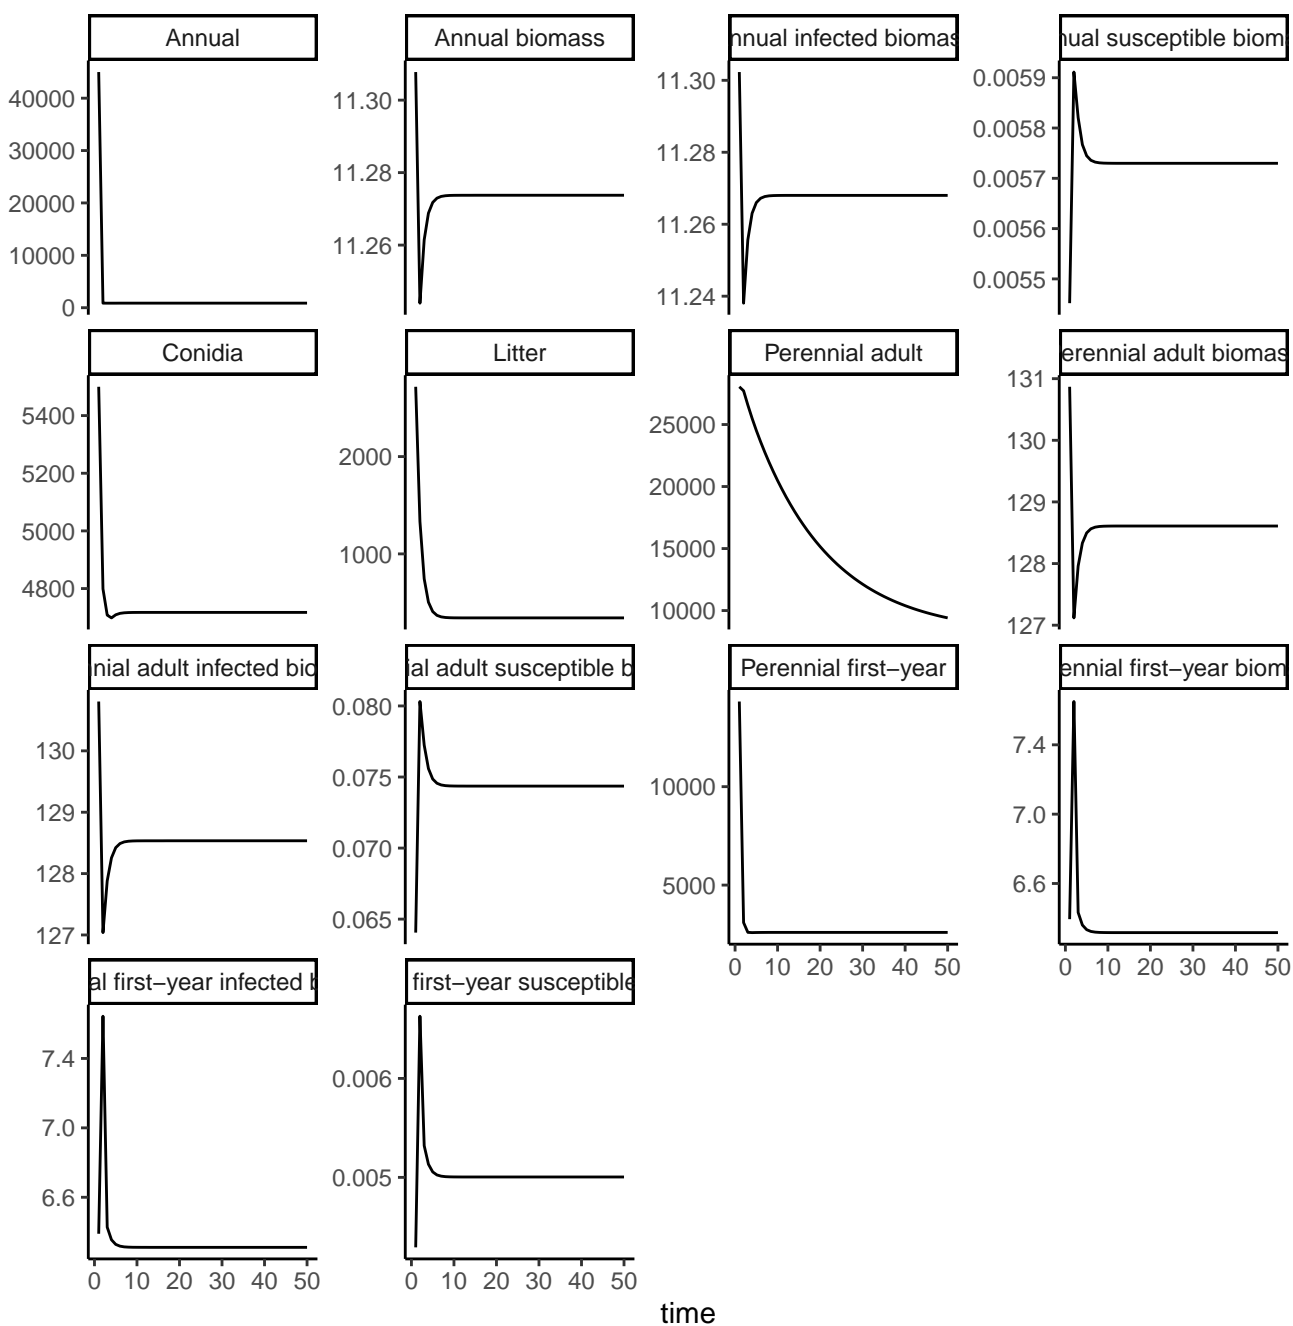 Annual
Annual biomass
nnual infected biomas
nual susceptible biom
40000
30000
20000
10000
0
11.30
11.28
11.26
11.30
11.28
11.26
11.24
0.0059
0.0058
0.0057
0.0056
0.0055
Conidia
Litter
Perennial adult
erennial adult biomas
5400
5200
5000
4800
2000
1000
25000
20000
15000
10000
131
130
129
128
127
nial adult infected bio
ial adult susceptible b
Perennial first−year
ennial first−year biom
130
129
128
127
0.080
0.075
0.070
0.065
10000
5000
7.4
7.0
6.6
0 10 20 30 40 50
0 10 20 30 40 50
al first−year infected b
first−year susceptible
7.4
7.0
6.6
0.006
0.005
0 10 20 30 40 50
0 10 20 30 40 50
time